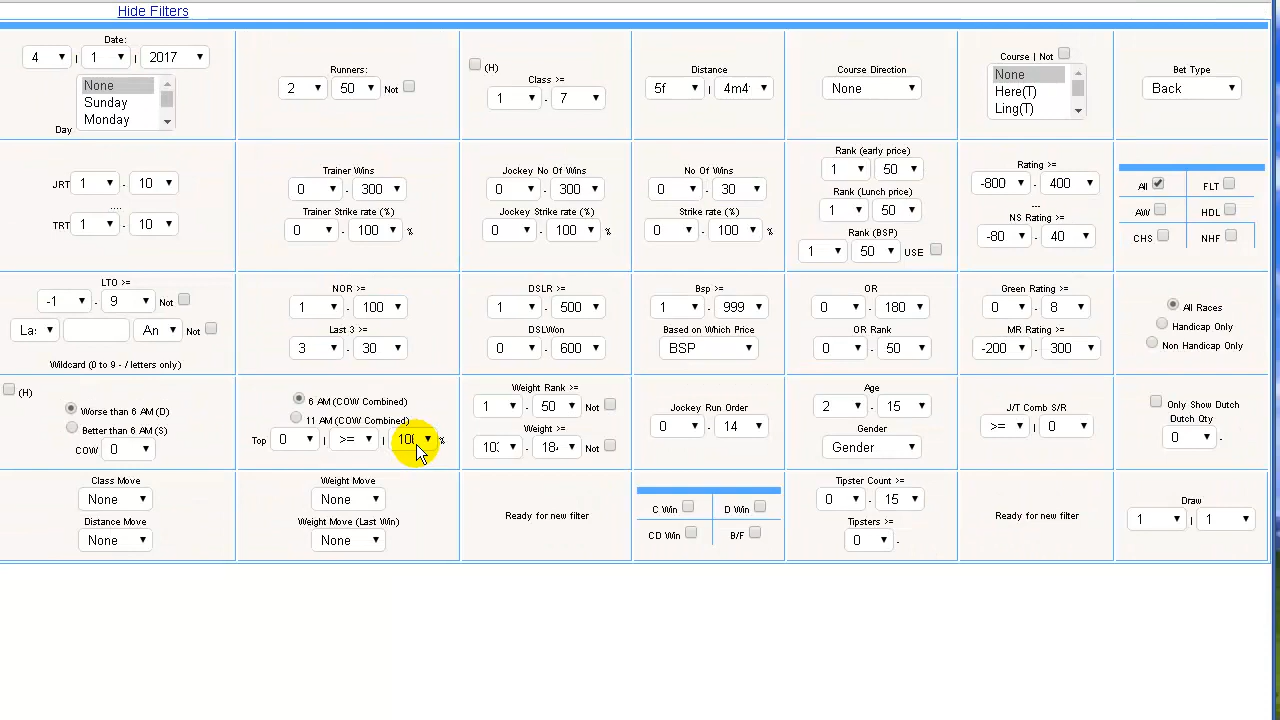 Hide Filters
Date:
4 | 1 | 2017
None
Sunday
Monday
Day
Runners
2 50 Not
(H)
Class >=
1 - 7
Distance
5f | 4m4
Course Direction
None
Course | Not
None
Here(T)
Ling(T)
Bet Type
Back
JRT 1 - 10
....
TRT 1 - 10
Trainer Wins
0 - 300
Trainer Strike rate (%)
0 - 100 %
Jockey No Of Wins
0 - 300
Jockey Strike rate (%)
0 - 100 %
No Of Wins
0 - 30
Strike rate (%)
0 - 100 %
Rank (early price)
1 50
Rank (Lunch price)
1 50
Rank (BSP)
1 50 USE
Rating >=
-800 - 400
...
NS Rating >=
-80 - 40
All FLT
AW HDL
CHS NHF
LTO >=
-1 - 9 Not
La: An Not
Wildcard (0 to 9 - / letters only)
NOR >=
1 - 100
Last 3 >=
3 - 30
DSLR >=
1 - 500
DSLWon
0 - 600
Bsp >=
1 - 999
Based on Which Price
BSP
OR
0 - 180
OR Rank
0 - 50
Green Rating >=
0 - 8
MR Rating >=
-200 - 300
All Races
Handicap Only
Non Handicap Only
(H)
Worse than 6 AM (D)
Better than 6 AM (S)
COW 0
6 AM (COW Combined)
11 AM (COW Combined)
Top 0 | >= | 100 %
Weight Rank >=
1 - 50 Not
Weight >=
10: - 18 Not
Jockey Run Order
0 - 14
Age
2 - 15
Gender
Gender
J/T Comb S/R
>= | 0
Only Show Dutch
Dutch Qty
0 -
Class Move
None
Distance Move
None
Weight Move
None
Weight Move (Last Win)
None
Ready for new filter
C Win D Win
CD Win B/F
Tipster Count >=
0 - 15
Tipsters >=
0 -
Ready for new filter
Draw
1 | 1